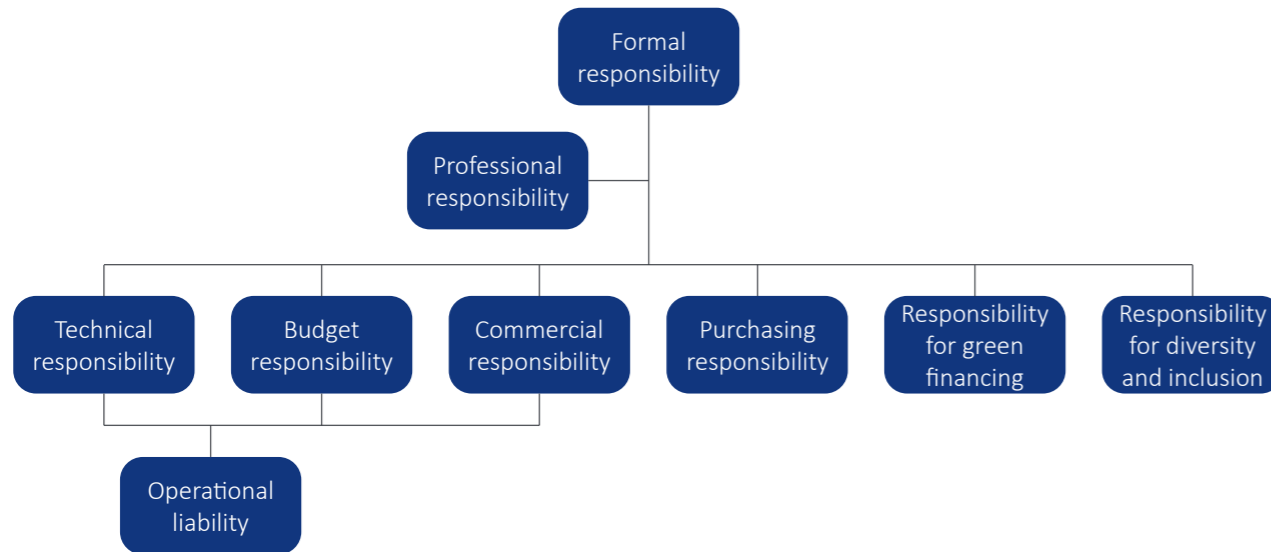 Formal
responsibility
Professional
responsibility
Technical
responsibility
Budget
responsibility
Commercial
responsibility
Purchasing
responsibility
Responsibility
for green
financing
Responsibility
for diversity
and inclusion
Operational
liability